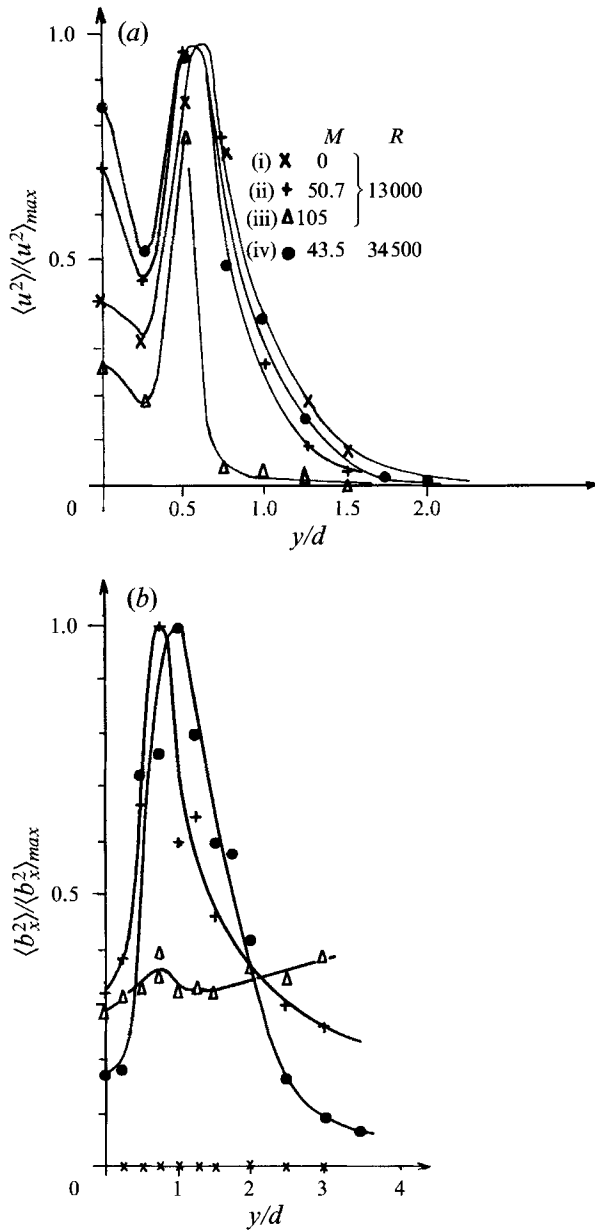 (a)
1.0
0.5
0
⟨u²⟩/⟨u²⟩max
M R
(i) x 0
(ii) + 50.7 13000
(iii) Δ 105
(iv) ● 43.5 34500
0.5 1.0 1.5 2.0
y/d
(b)
1.0
0.5
0
⟨b²x⟩/⟨b²x⟩max
1 2 3 4
y/d